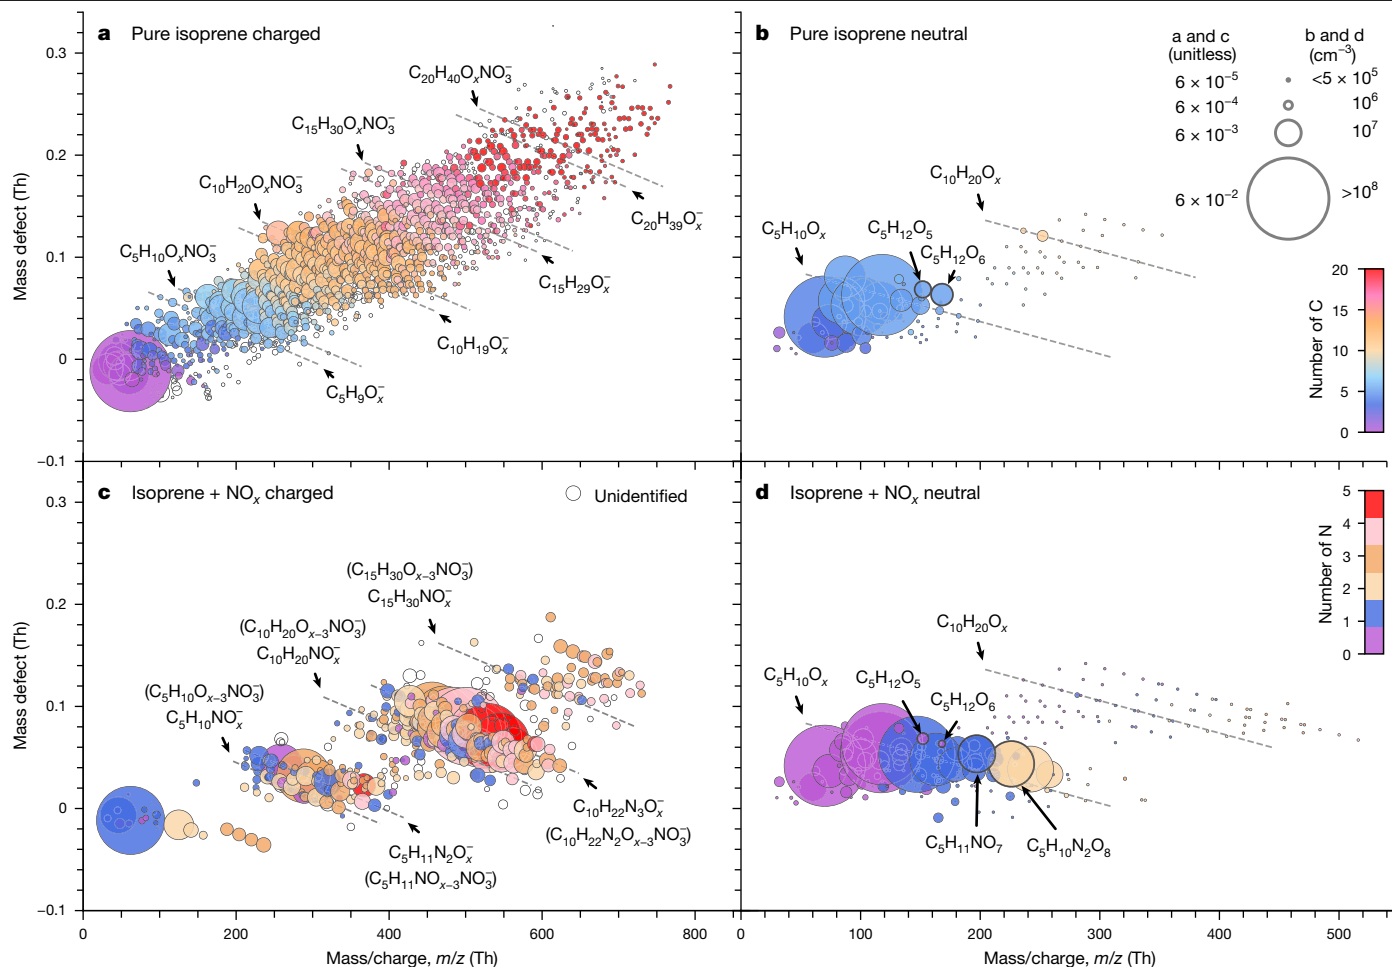 a Pure isoprene charged
C₂₀H₄₀OₓNO₃⁻
C₁₅H₃₀OₓNO₃⁻
C₁₀H₂₀OₓNO₃⁻
C₅H₁₀OₓNO₃⁻
C₂₀H₃₉Oₓ⁻
C₁₅H₂₉Oₓ⁻
C₁₀H₁₉Oₓ⁻
C₅H₉Oₓ⁻
Mass defect (Th)
0.3
0.2
0.1
0
−0.1
b Pure isoprene neutral
a and c
(unitless)
b and d
(cm⁻³)
6 × 10⁻⁵ <5 × 10⁵
6 × 10⁻⁴ 10⁶
6 × 10⁻³ 10⁷
6 × 10⁻² >10⁸
C₁₀H₂₀Oₓ
C₅H₁₀Oₓ
C₅H₁₂O₅
C₅H₁₂O₆
Number of C
20
15
10
5
0
c Isoprene + NOₓ charged
Unidentified
(C₁₅H₃₀Oₓ₋₃NO₃⁻)
C₁₅H₃₀NOₓ⁻
(C₁₀H₂₀Oₓ₋₃NO₃⁻)
C₁₀H₂₀NOₓ⁻
(C₅H₁₀Oₓ₋₃NO₃⁻)
C₅H₁₀NOₓ⁻
C₁₀H₂₂N₃Oₓ⁻
(C₁₀H₂₂N₂Oₓ₋₃NO₃⁻)
C₅H₁₁N₂Oₓ⁻
(C₅H₁₁NOₓ₋₃NO₃⁻)
Mass defect (Th)
0.3
0.2
0.1
0
−0.1
0 200 400 600 800
Mass/charge, m/z (Th)
d Isoprene + NOₓ neutral
C₁₀H₂₀Oₓ
C₅H₁₀Oₓ
C₅H₁₂O₅
C₅H₁₂O₆
C₅H₁₁NO₇
C₅H₁₀N₂O₈
Number of N
5
4
3
2
1
0
0 100 200 300 400 500
Mass/charge, m/z (Th)